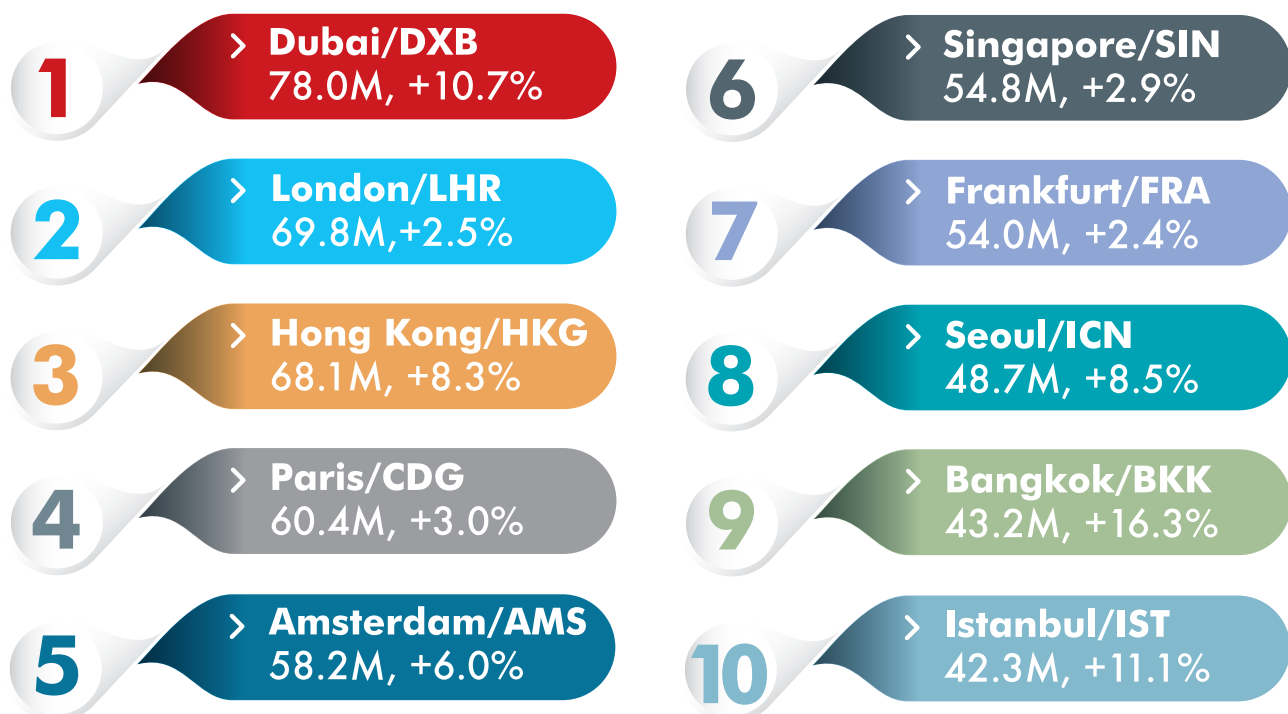 1
> Dubai/DXB
78.0M, +10.7%
2
> London/LHR
69.8M,+2.5%
3
> Hong Kong/HKG
68.1M, +8.3%
4
> Paris/CDG
60.4M, +3.0%
5
> Amsterdam/AMS
58.2M, +6.0%
6
> Singapore/SIN
54.8M, +2.9%
7
> Frankfurt/FRA
54.0M, +2.4%
8
> Seoul/ICN
48.7M, +8.5%
9
> Bangkok/BKK
43.2M, +16.3%
10
> Istanbul/IST
42.3M, +11.1%